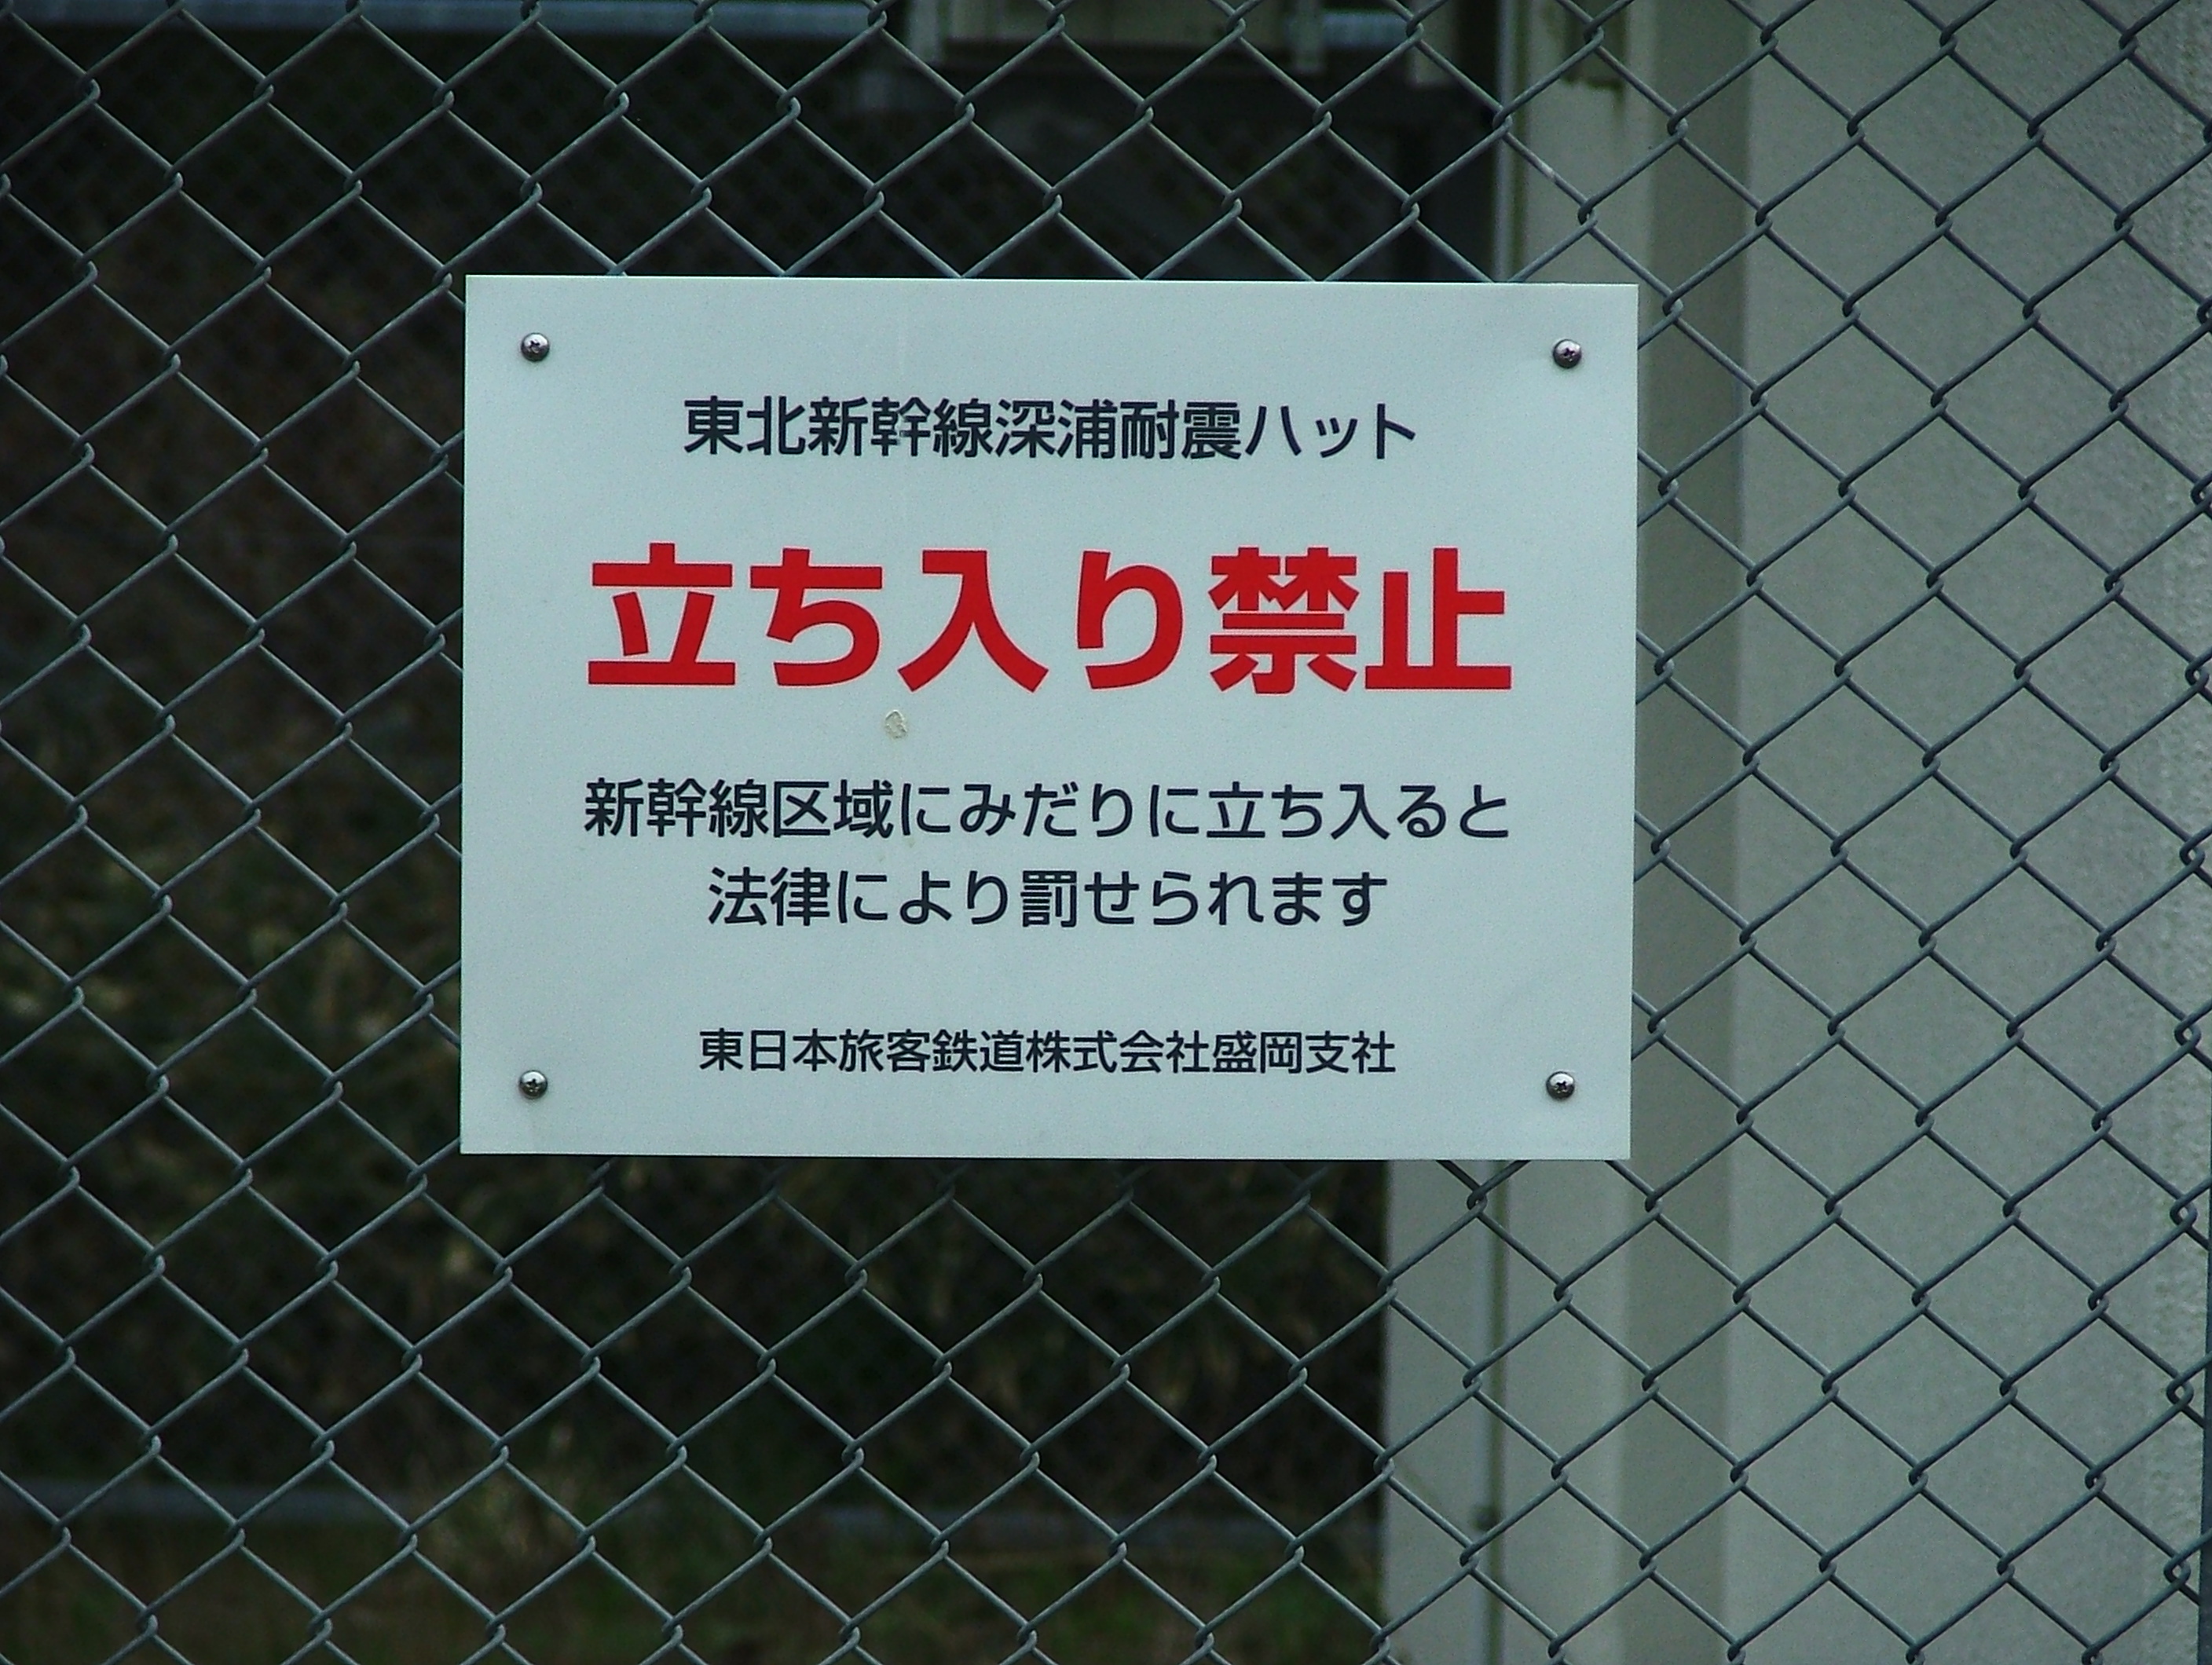 東北新幹線深浦耐震ハット
立ち入り禁止
新幹線区域にみだりに立ち入ると
法律により罰せられます
東日本旅客鉄道株式会社盛岡支社